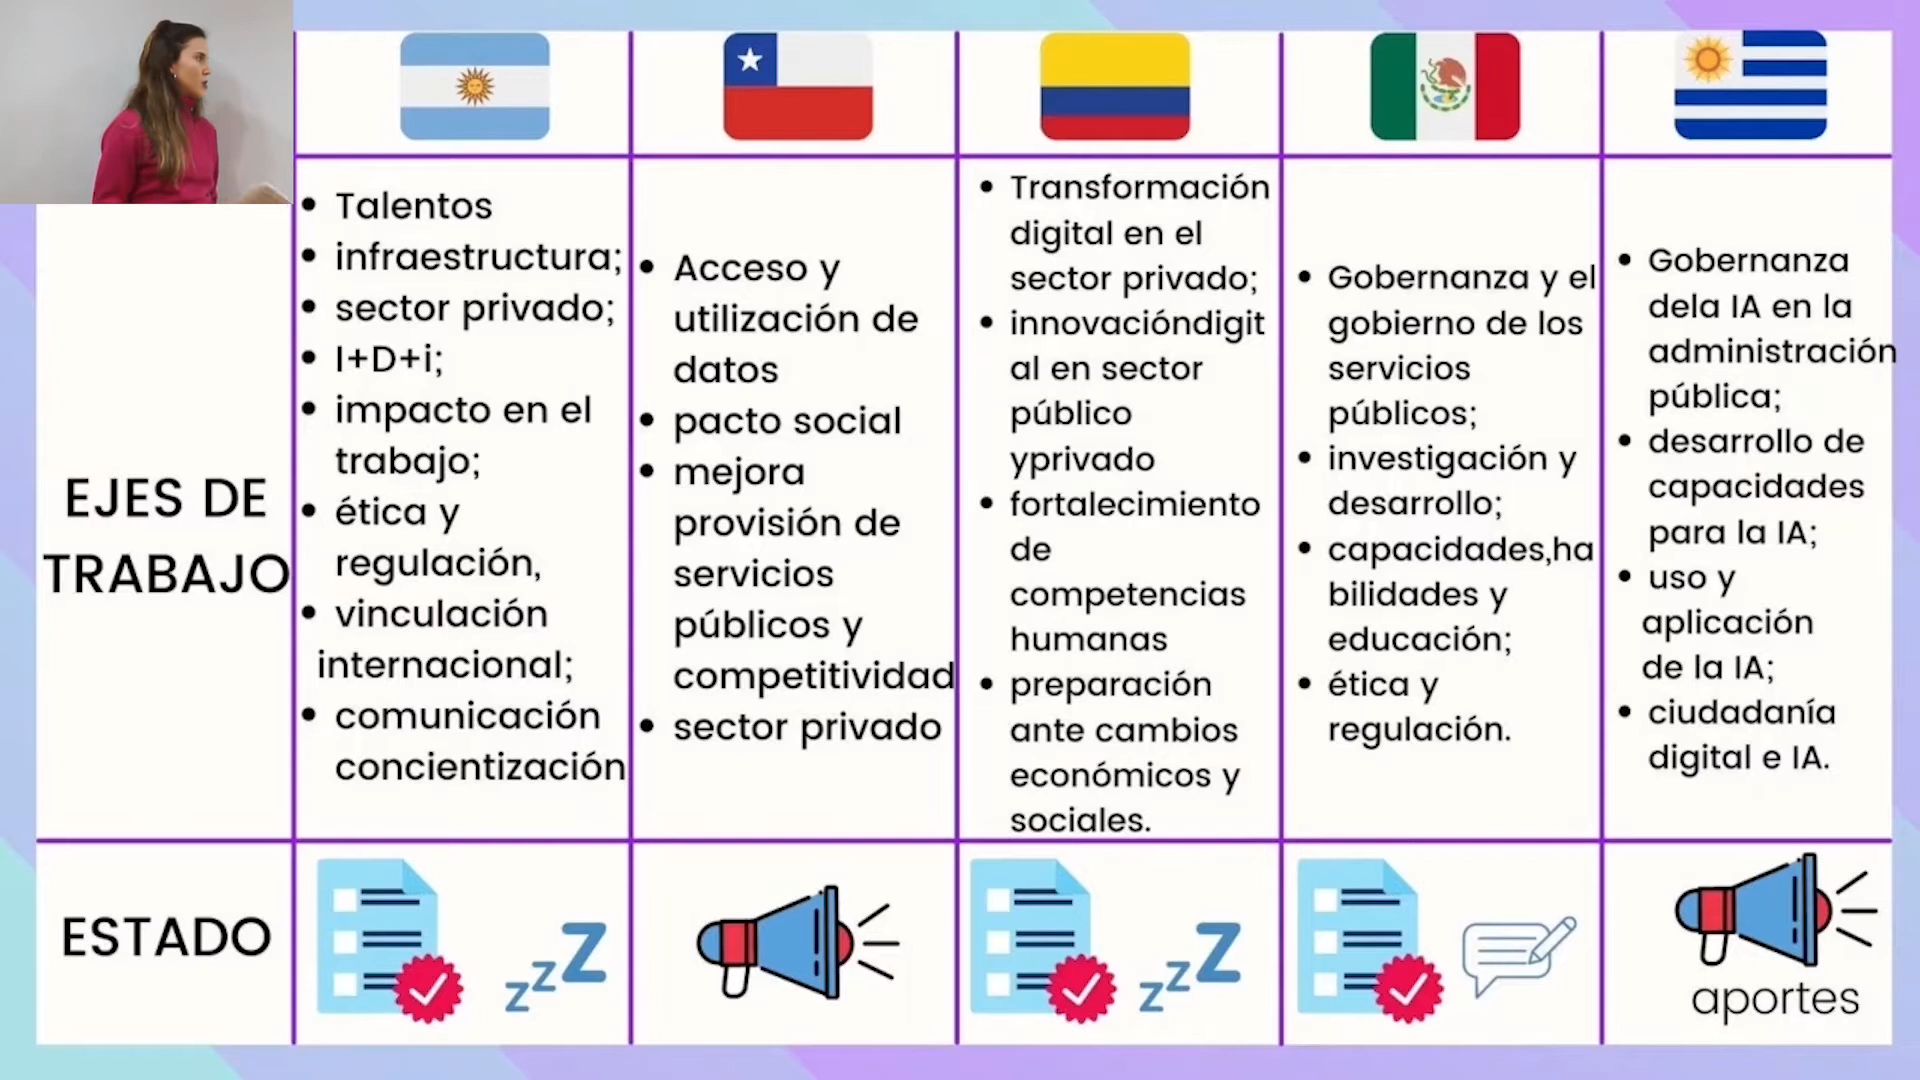 EJES DE
TRABAJO
Talentos
infraestructura;
sector privado;
I+D+i;
impacto en el
trabajo;
ética y
regulación,
vinculación
internacional;
comunicación
concientización
Acceso y
utilización de
datos
pacto social
mejora
provisión de
servicios
públicos y
competitividad
sector privado
Transformación
digital en el
sector privado;
innovacióndigit
al en sector
público
yprivado
fortalecimiento
de
competencias
humanas
preparación
ante cambios
económicos y
sociales.
Gobernanza y el
gobierno de los
servicios
públicos;
investigación y
desarrollo;
capacidades,ha
bilidades y
educación;
ética y
regulación.
Gobernanza
dela IA en la
administración
pública;
desarrollo de
capacidades
para la IA;
uso y
aplicación
de la IA;
ciudadanía
digital e IA.
ESTADO
zzZ
zzZ
aportes